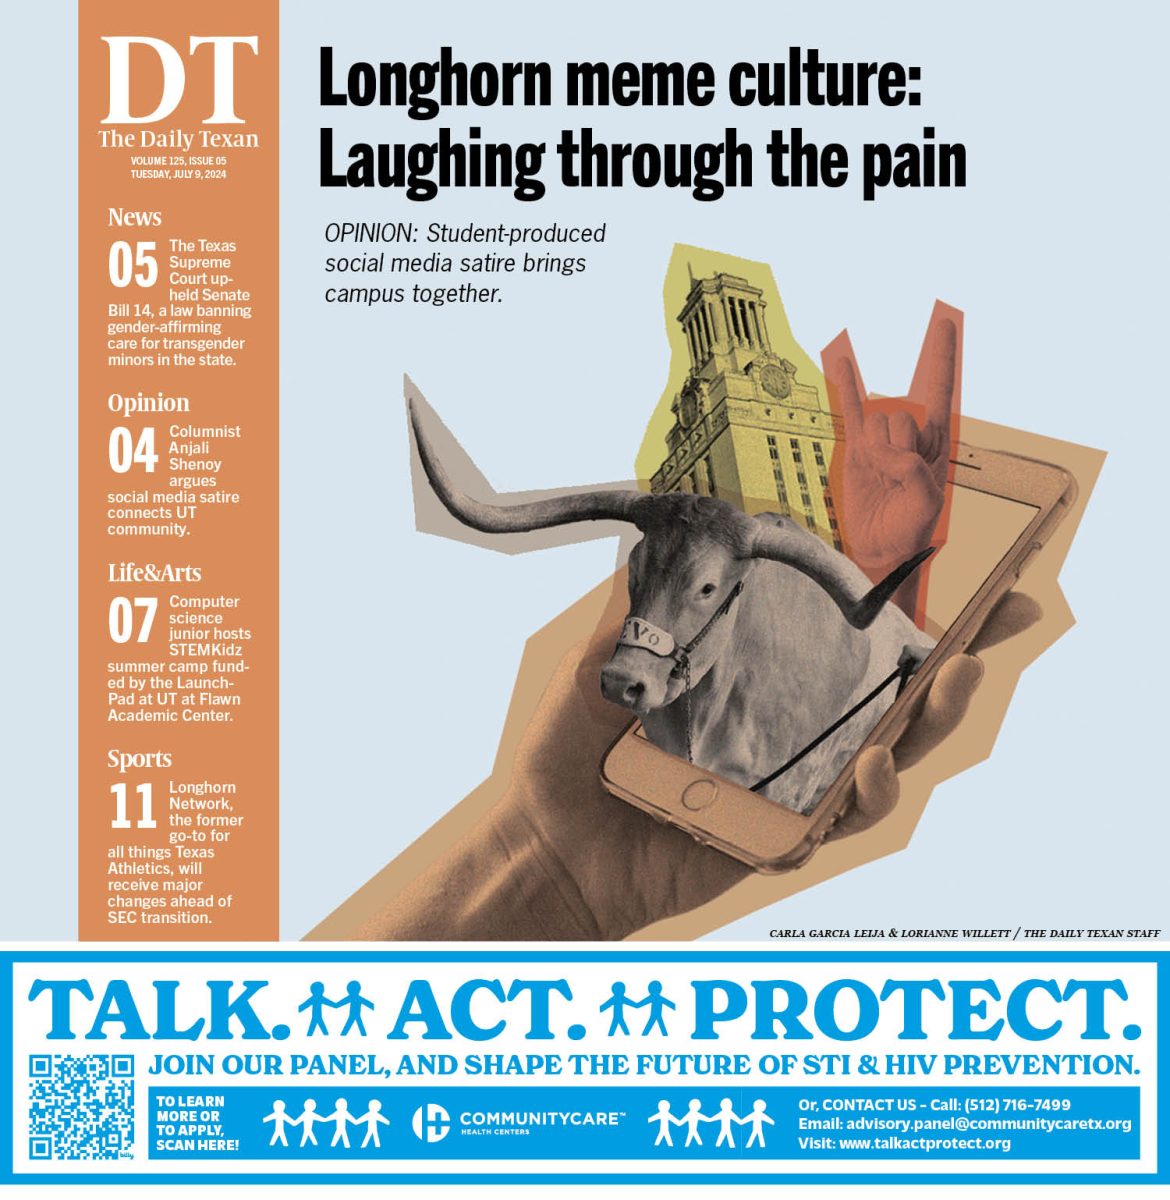 DT
The Daily Texan
VOLUME 125, ISSUE 05
TUESDAY, JULY 9, 2024
News
05
The Texas
Supreme
Court up-
held Senate
Bill 14, a law banning
gender-affirming
care for transgender
minors in the state.
Opinion
04
Columnist
Anjali
Shenoy
argues
social media satire
connects UT
community.
Life&Arts
07
Computer
science
junior hosts
STEMKidz
summer camp fund-
ed by the Launch-
Pad at UT at Flawn
Academic Center.
Sports
11
Longhorn
Network,
the former
go-to for
all things Texas
Athletics, will
receive major
changes ahead of
SEC transition.
Longhorn meme culture:
Laughing through the pain
OPINION: Student-produced
social media satire brings
campus together.
EVO
CARLA GARCIA LEIJA & LORIANNE WILLETT / THE DAILY TEXAN STAFF
TALK. ACT. PROTECT.
JOIN OUR PANEL, AND SHAPE THE FUTURE OF STI & HIV PREVENTION.
TO LEARN
MORE OR
TO APPLY,
SCAN HERE!
bitly
COMMUNITYCARE™
HEALTH CENTERS
Or, CONTACT US - Call: (512) 716-7499
Email: advisory.panel@communitycaretx.org
Visit: www.talkactprotect.org